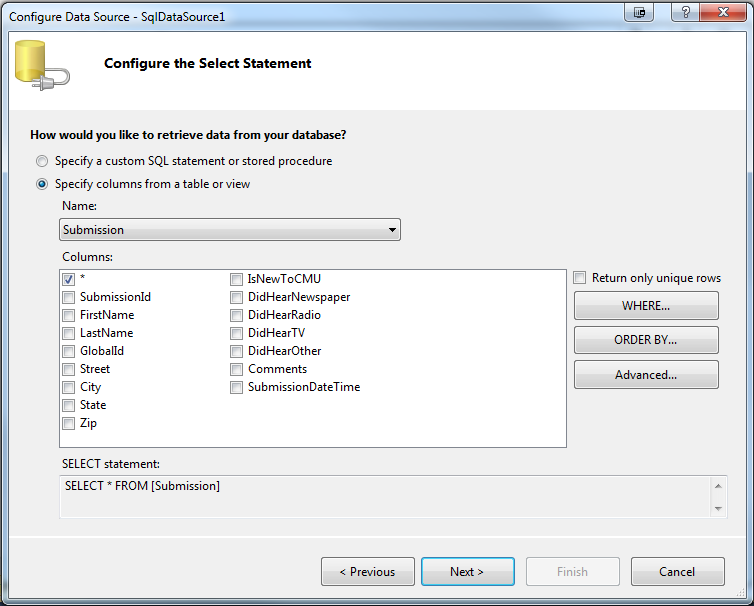 Configure Data Source - SqlDataSource1
Configure the Select Statement
How would you like to retrieve data from your database?
Specify a custom SQL statement or stored procedure
Specify columns from a table or view
Name:
Submission
Columns:
*
SubmissionId
FirstName
LastName
GlobalId
Street
City
State
Zip
IsNewToCMU
DidHearNewspaper
DidHearRadio
DidHearTV
DidHearOther
Comments
SubmissionDateTime
Return only unique rows
WHERE...
ORDER BY...
Advanced...
SELECT statement:
SELECT * FROM [Submission]
< Previous
Next >
Finish
Cancel